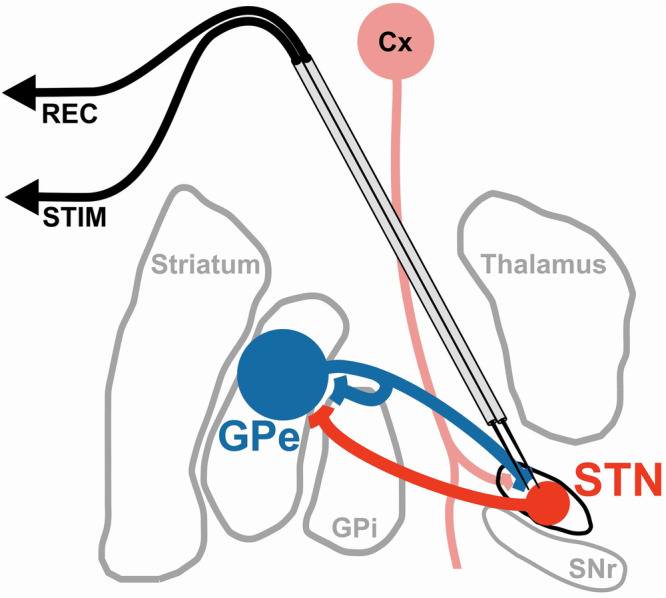 Cx
REC
STIM
Striatum
Thalamus
GPe
STN
GPi
SNr